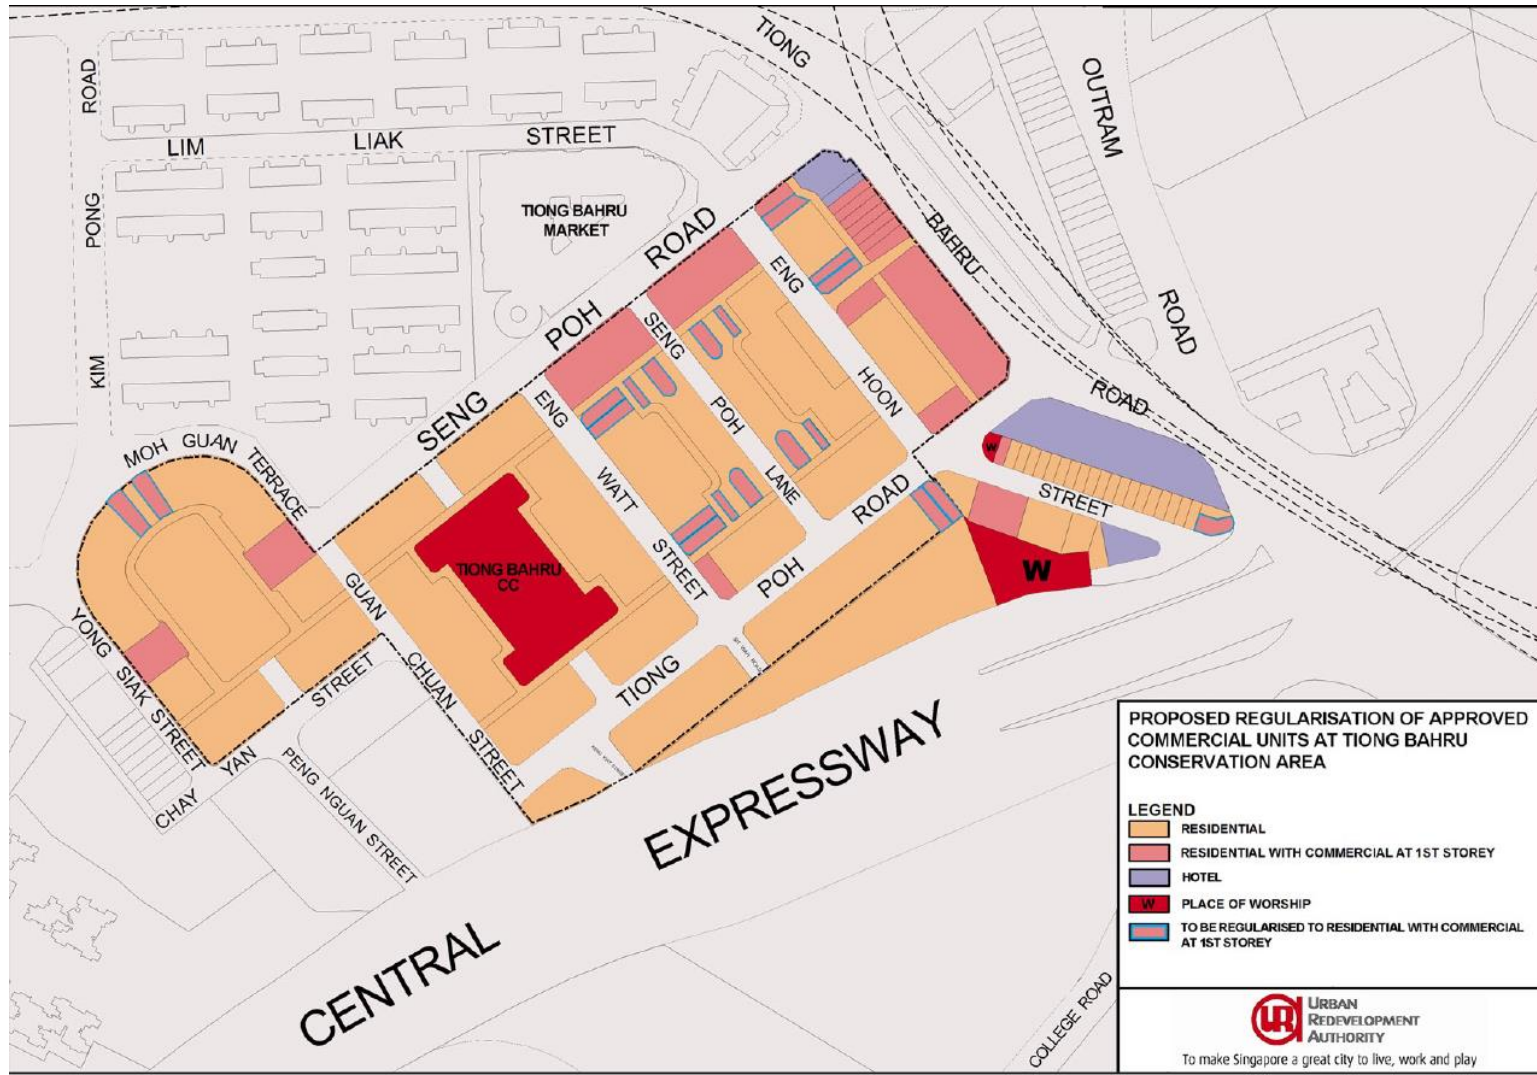 TIONG
OUTRAM
ROAD
ROAD
LIM LIAK STREET
PONG
KIM
TIONG BAHRU
MARKET
BAHRU
ROAD
POH
SENG
ENG
HOON
SENG
POH
LANE
ENG
WATT
STREET
ROAD
STREET
W
W
MOH GUAN TERRACE
TIONG BAHRU
CC
ROAD
POH
TIONG
GUAN
CHUAN
STREET
YONG SIAK STREET
STREET
YAN
CHAY
PENG NGUAN STREET
CENTRAL
EXPRESSWAY
COLLEGE ROAD
PROPOSED REGULARISATION OF APPROVED
COMMERCIAL UNITS AT TIONG BAHRU
CONSERVATION AREA
LEGEND
RESIDENTIAL
RESIDENTIAL WITH COMMERCIAL AT 1ST STOREY
HOTEL
W PLACE OF WORSHIP
TO BE REGULARISED TO RESIDENTIAL WITH COMMERCIAL
AT 1ST STOREY
URBAN
REDEVELOPMENT
AUTHORITY
To make Singapore a great city to live, work and play